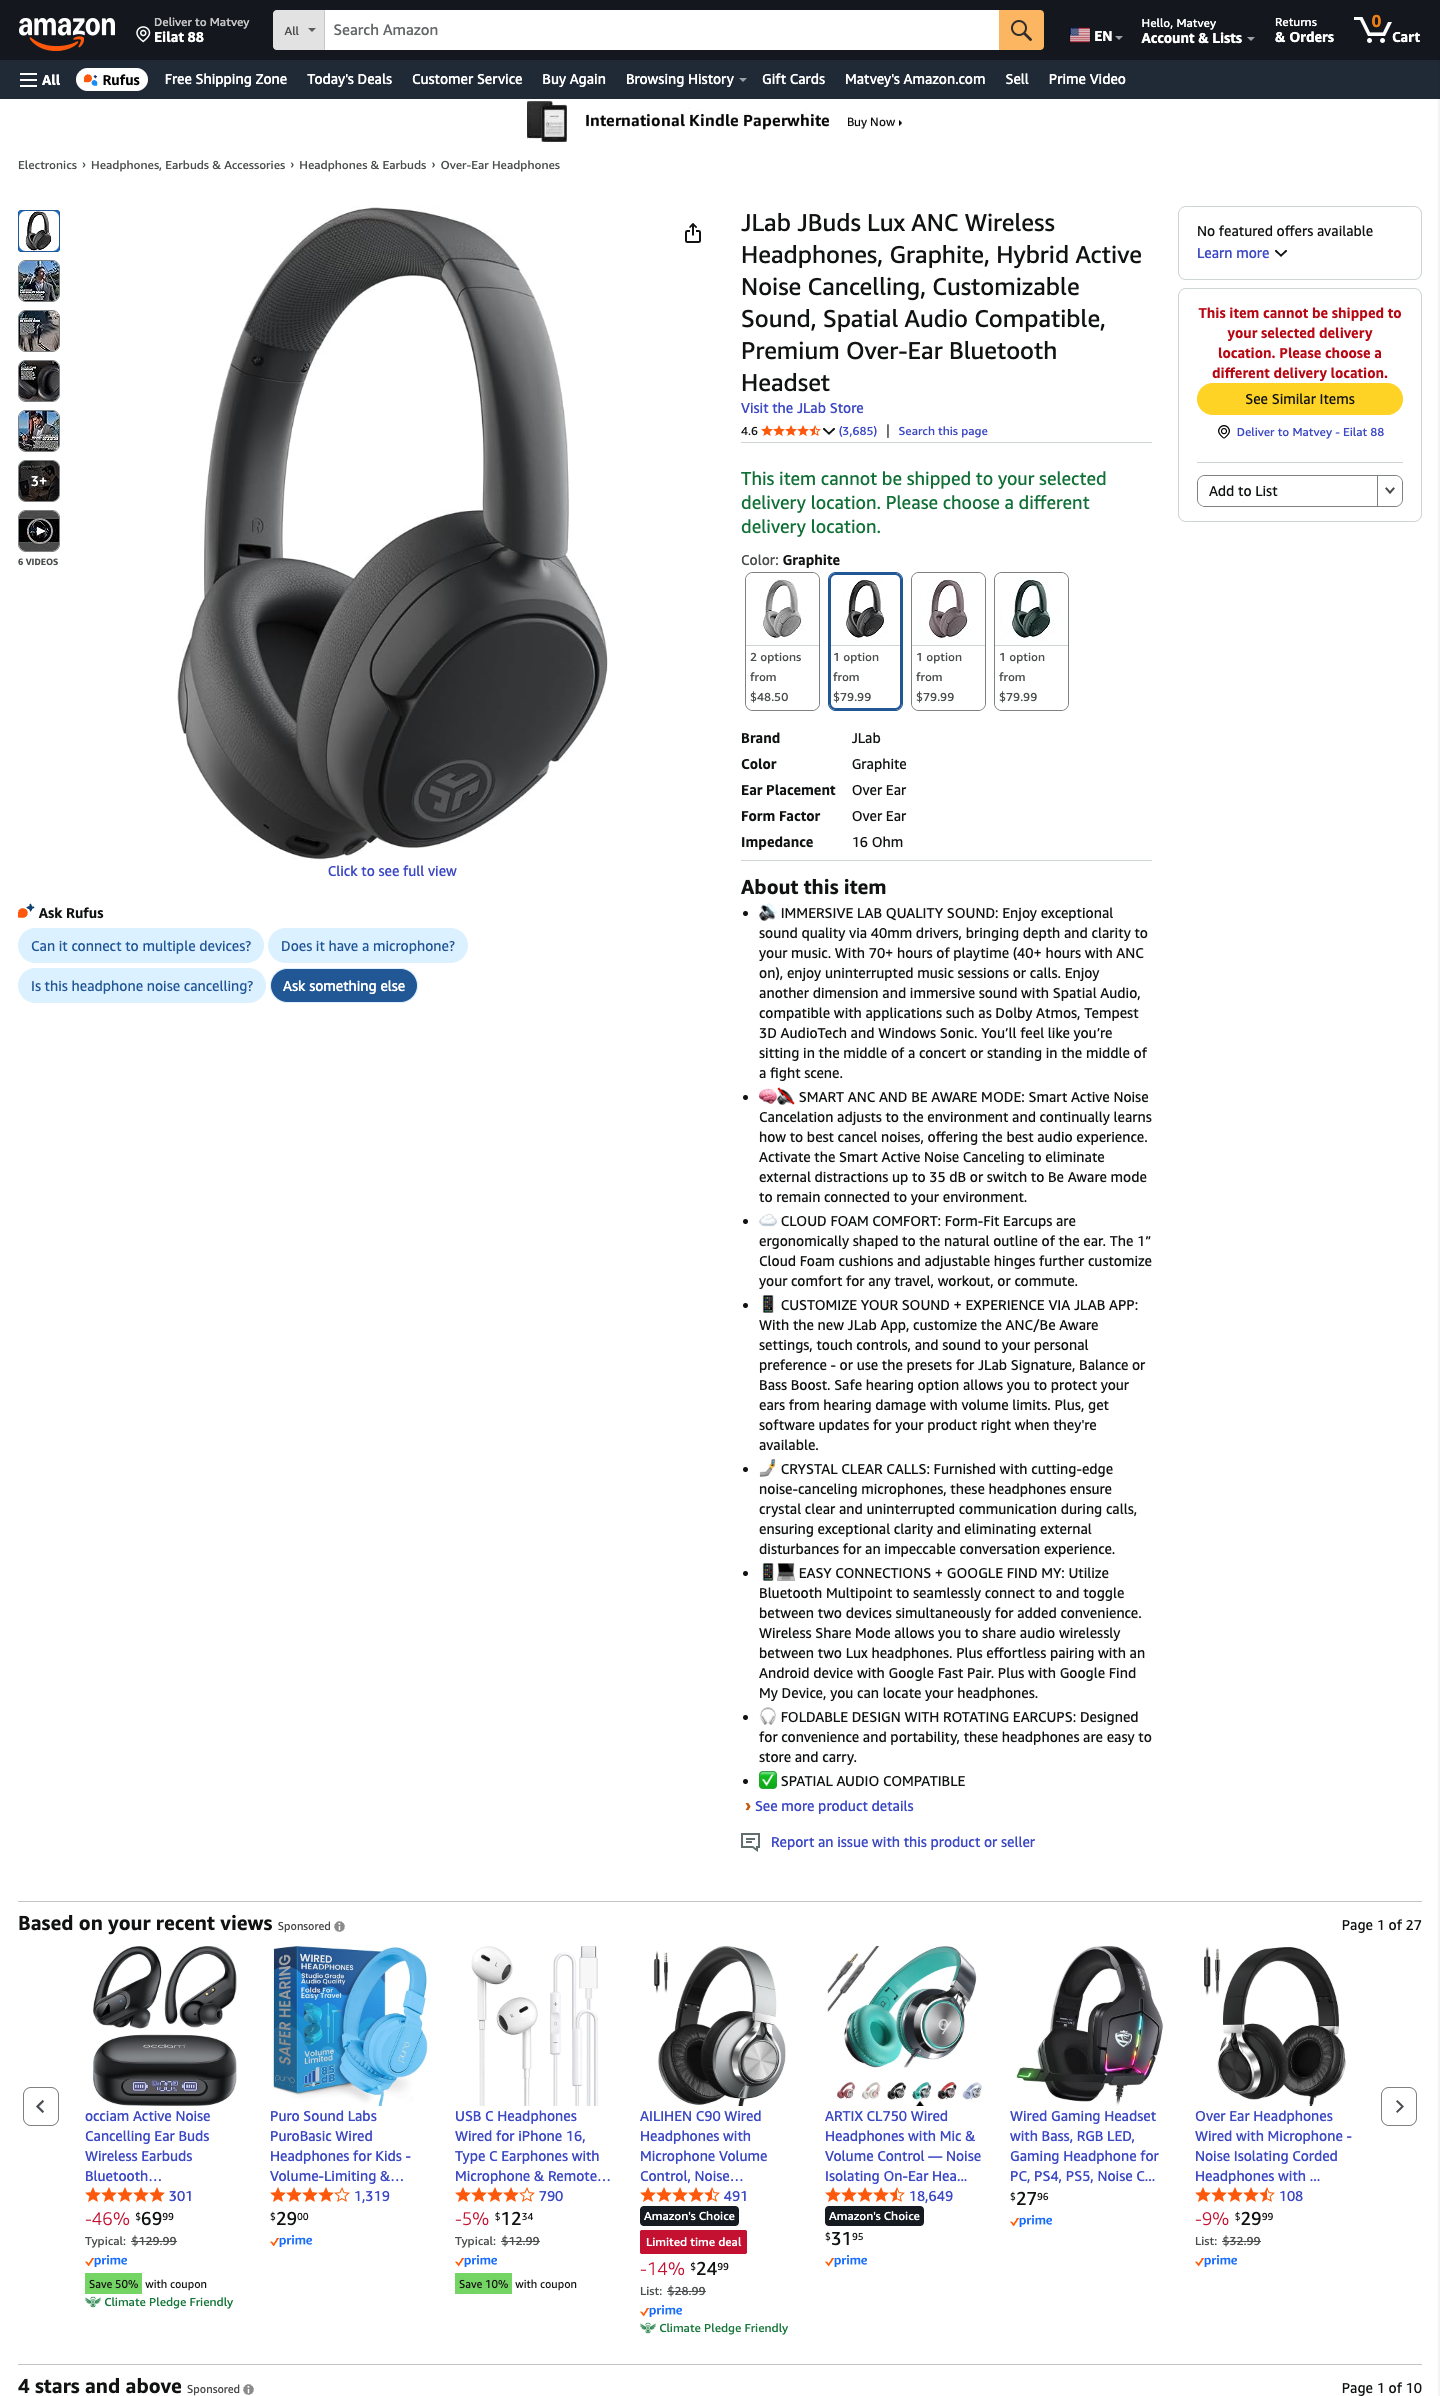 amazon
Deliver to Matvey
Eilat 88
All
Search Amazon
EN
Hello, Matvey
Account & Lists
Returns
& Orders
0
Cart
All
Rufus
Free Shipping Zone
Today's Deals
Customer Service
Buy Again
Browsing History
Gift Cards
Matvey's Amazon.com
Sell
Prime Video
International Kindle Paperwhite
Buy Now
Electronics › Headphones, Earbuds & Accessories › Headphones & Earbuds › Over-Ear Headphones
3+
6 VIDEOS
Click to see full view
Ask Rufus
Can it connect to multiple devices?
Does it have a microphone?
Is this headphone noise cancelling?
Ask something else
JLab JBuds Lux ANC Wireless
Headphones, Graphite, Hybrid Active
Noise Cancelling, Customizable
Sound, Spatial Audio Compatible,
Premium Over-Ear Bluetooth
Headset
Visit the JLab Store
4.6 (3,685) | Search this page
This item cannot be shipped to your selected
delivery location. Please choose a different
delivery location.
Color: Graphite
2 options
from
$48.50
1 option
from
$79.99
1 option
from
$79.99
1 option
from
$79.99
Brand JLab
Color Graphite
Ear Placement Over Ear
Form Factor Over Ear
Impedance 16 Ohm
About this item
IMMERSIVE LAB QUALITY SOUND: Enjoy exceptional
sound quality via 40mm drivers, bringing depth and clarity to
your music. With 70+ hours of playtime (40+ hours with ANC
on), enjoy uninterrupted music sessions or calls. Enjoy
another dimension and immersive sound with Spatial Audio,
compatible with applications such as Dolby Atmos, Tempest
3D AudioTech and Windows Sonic. You’ll feel like you’re
sitting in the middle of a concert or standing in the middle of
a fight scene.
SMART ANC AND BE AWARE MODE: Smart Active Noise
Cancelation adjusts to the environment and continually learns
how to best cancel noises, offering the best audio experience.
Activate the Smart Active Noise Canceling to eliminate
external distractions up to 35 dB or switch to Be Aware mode
to remain connected to your environment.
CLOUD FOAM COMFORT: Form-Fit Earcups are
ergonomically shaped to the natural outline of the ear. The 1”
Cloud Foam cushions and adjustable hinges further customize
your comfort for any travel, workout, or commute.
CUSTOMIZE YOUR SOUND + EXPERIENCE VIA JLAB APP:
With the new JLab App, customize the ANC/Be Aware
settings, touch controls, and sound to your personal
preference - or use the presets for JLab Signature, Balance or
Bass Boost. Safe hearing option allows you to protect your
ears from hearing damage with volume limits. Plus, get
software updates for your product right when they're
available.
CRYSTAL CLEAR CALLS: Furnished with cutting-edge
noise-canceling microphones, these headphones ensure
crystal clear and uninterrupted communication during calls,
ensuring exceptional clarity and eliminating external
disturbances for an impeccable conversation experience.
EASY CONNECTIONS + GOOGLE FIND MY: Utilize
Bluetooth Multipoint to seamlessly connect to and toggle
between two devices simultaneously for added convenience.
Wireless Share Mode allows you to share audio wirelessly
between two Lux headphones. Plus effortless pairing with an
Android device with Google Fast Pair. Plus with Google Find
My Device, you can locate your headphones.
FOLDABLE DESIGN WITH ROTATING EARCUPS: Designed
for convenience and portability, these headphones are easy to
store and carry.
SPATIAL AUDIO COMPATIBLE
› See more product details
Report an issue with this product or seller
No featured offers available
Learn more
This item cannot be shipped to
your selected delivery
location. Please choose a
different delivery location.
See Similar Items
Deliver to Matvey - Eilat 88
Add to List
Based on your recent views Sponsored
Page 1 of 27
occiam
100
occiam Active Noise
Cancelling Ear Buds
Wireless Earbuds
Bluetooth…
301
-46% $69.99
Typical: $129.99
prime
Save 50% with coupon
Climate Pledge Friendly
SAFER HEARING
WIRED
HEADPHONES
Studio Grade
Audio Quality
Folds For
Easy Travel
Volume
Limited
85
puro
Puro Sound Labs
PuroBasic Wired
Headphones for Kids -
Volume-Limiting &…
1,319
$29.00
prime
USB C Headphones
Wired for iPhone 16,
Type C Earphones with
Microphone & Remote…
790
-5% $12.34
Typical: $12.99
prime
Save 10% with coupon
AILIHEN C90 Wired
Headphones with
Microphone Volume
Control, Noise…
491
Amazon's Choice
Limited time deal
-14% $24.99
List: $28.99
prime
Climate Pledge Friendly
ARTIX CL750 Wired
Headphones with Mic &
Volume Control — Noise
Isolating On-Ear Hea…
18,649
Amazon's Choice
$31.95
prime
Wired Gaming Headset
with Bass, RGB LED,
Gaming Headphone for
PC, PS4, PS5, Noise C…
$27.96
prime
Over Ear Headphones
Wired with Microphone -
Noise Isolating Corded
Headphones with …
108
-9% $29.99
List: $32.99
prime
4 stars and above Sponsored
Page 1 of 10